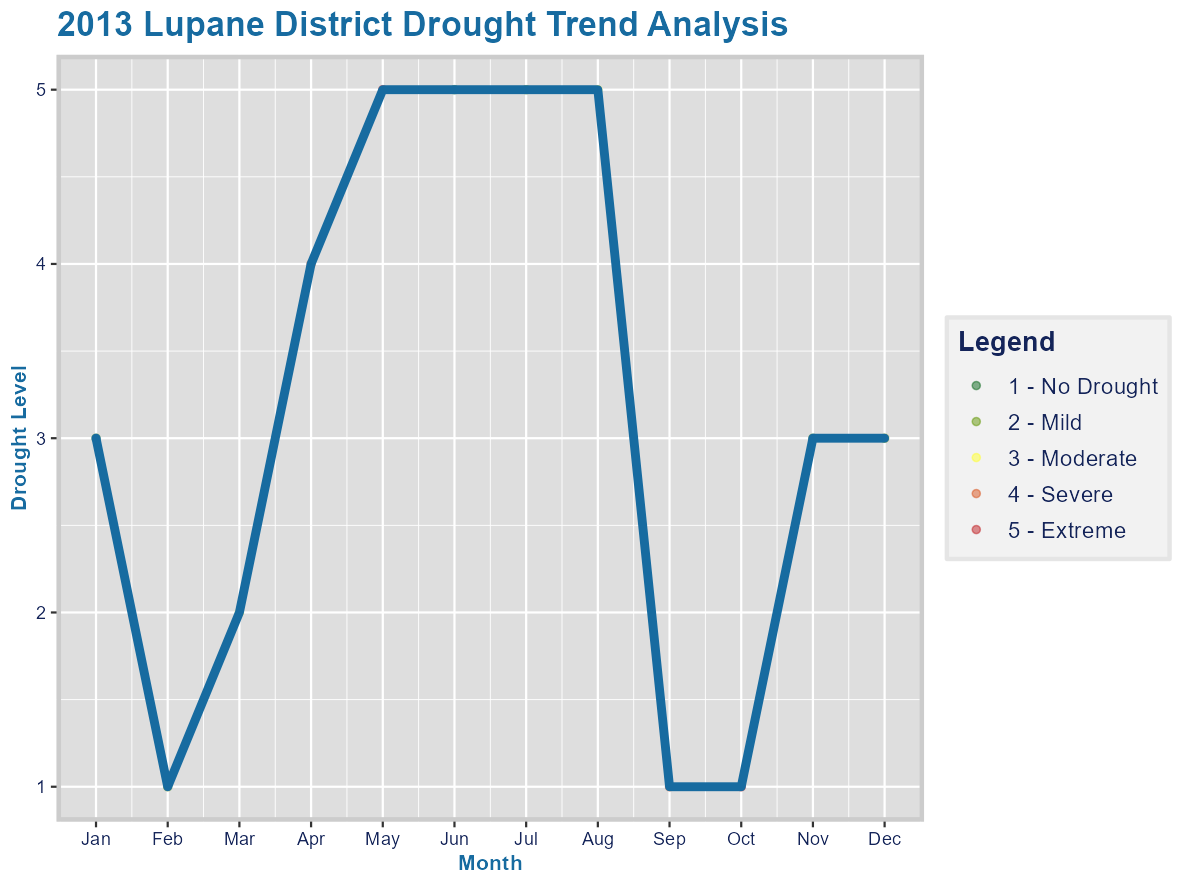 2013 Lupane District Drought Trend Analysis
Drought Level
5
4
3
2
1
Jan Feb Mar Apr May Jun Jul Aug Sep Oct Nov Dec
Month
Legend
1 - No Drought
2 - Mild
3 - Moderate
4 - Severe
5 - Extreme